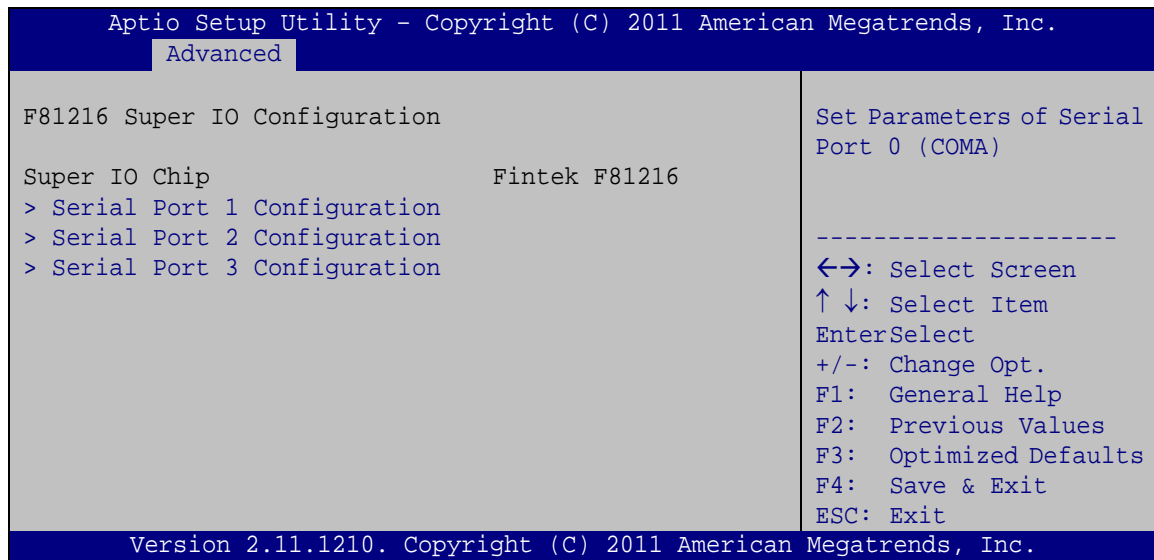 Aptio Setup Utility – Copyright (C) 2011 American Megatrends, Inc.
Advanced
F81216 Super IO Configuration
Super IO Chip Fintek F81216
> Serial Port 1 Configuration
> Serial Port 2 Configuration
> Serial Port 3 Configuration
Set Parameters of Serial
Port 0 (COMA)
---------------------
←→: Select Screen
↑ ↓: Select Item
EnterSelect
+/-: Change Opt.
F1: General Help
F2: Previous Values
F3: Optimized Defaults
F4: Save & Exit
ESC: Exit
Version 2.11.1210. Copyright (C) 2011 American Megatrends, Inc.